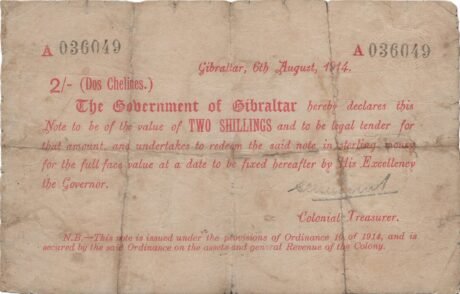 A 036049 A 036049
Gibraltar, 6th August, 1914.
2/- (Dos Chelines.)
The Government of Gibraltar hereby declares this
Note to be of the value of TWO SHILLINGS and to be legal tender for
that amount, and undertakes to redeem the said note in sterling money
for the full face value at a date to be fixed hereafter by His Excellency
the Governor.
Colonial Treasurer.
N.B.—This note is issued under the provisions of Ordinance 10 of 1914, and is
secured by the said Ordinance on the assets and general Revenue of the Colony.